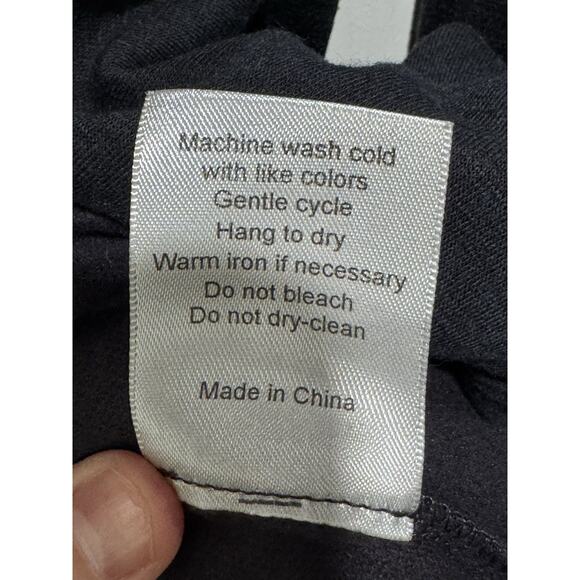 Machine wash cold
with like colors
Gentle cycle
Hang to dry
Warm iron if necessary
Do not bleach
Do not dry-clean
Made in China